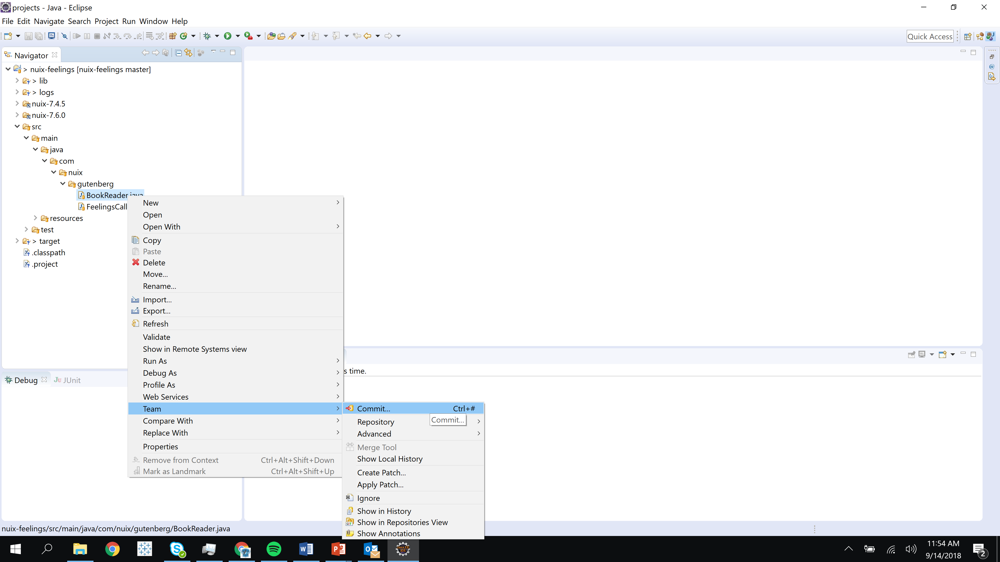 projects - Java - Eclipse
File Edit Navigate Search Project Run Window Help
Quick Access
Navigator
> nuix-feelings [nuix-feelings master]
> lib
> logs
nuix-7.4.5
nuix-7.6.0
src
main
java
com
nuix
gutenberg
BookReader.java
FeelingsCall
resources
test
> target
.classpath
.project
New
Open
Open With
Copy
Paste
Delete
Move...
Rename...
Import...
Export...
Refresh
Validate
Show in Remote Systems view
Run As
Debug As
Profile As
Web Services
Team
Compare With
Replace With
Properties
Remove from Context Ctrl+Alt+Shift+Down
Mark as Landmark Ctrl+Alt+Shift+Up
Commit... Ctrl+#
Commit...
Repository
Advanced
Merge Tool
Show Local History
Create Patch...
Apply Patch...
Ignore
Show in History
Show in Repositories View
Show Annotations
s time.
Debug
JUnit
nuix-feelings/src/main/java/com/nuix/gutenberg/BookReader.java
11:54 AM
9/14/2018
2